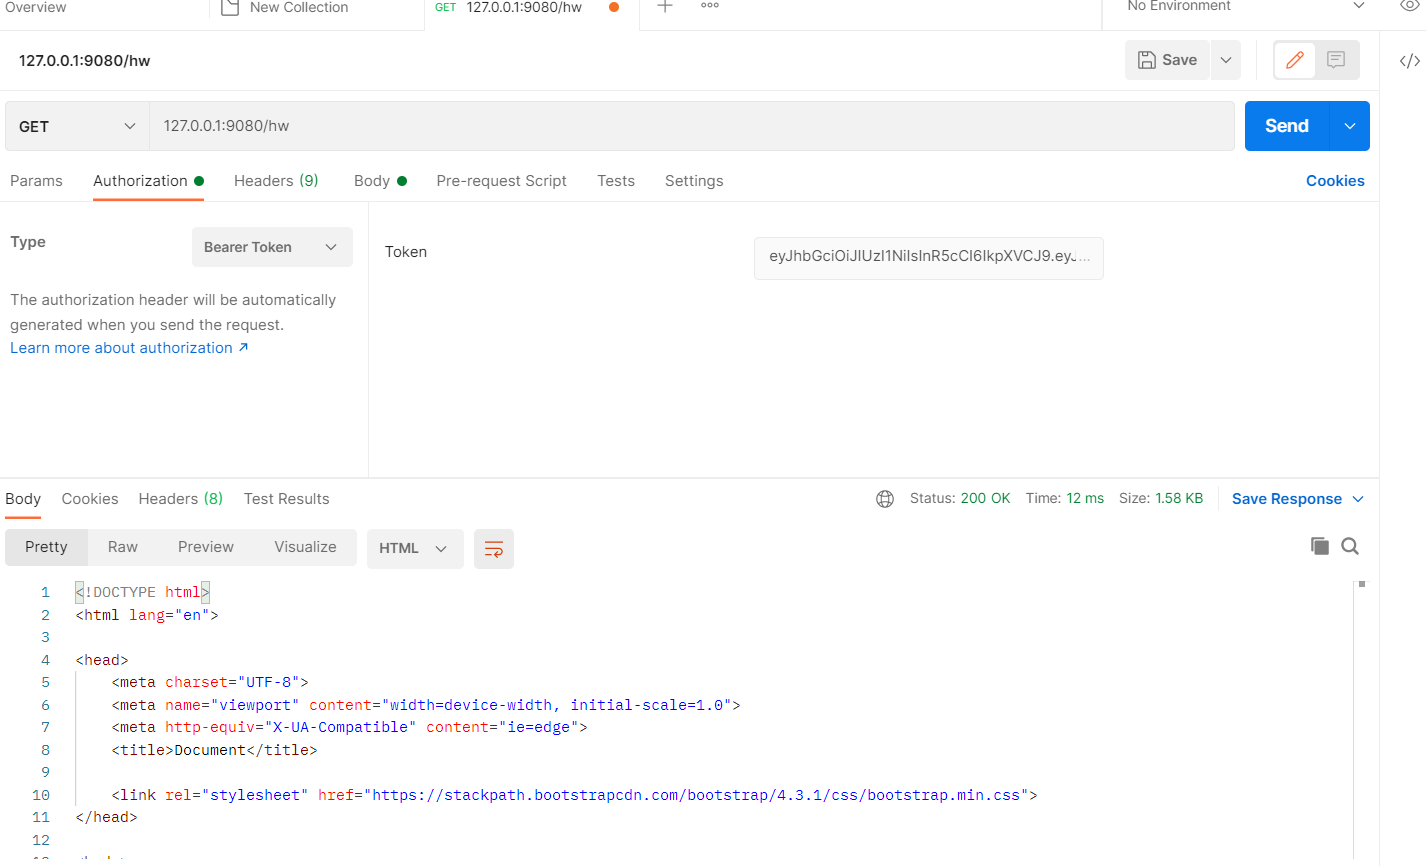 Overview New Collection GET 127.0.0.1:9080/hw No Environment
127.0.0.1:9080/hw Save
GET 127.0.0.1:9080/hw Send
Params Authorization Headers (9) Body Pre-request Script Tests Settings Cookies
Type Bearer Token Token eyJhbGciOiJIUzI1NiIsInR5cCI6IkpXVCJ9.eyJ...
The authorization header will be automatically
generated when you send the request.
Learn more about authorization ↗
Body Cookies Headers (8) Test Results Status: 200 OK Time: 12 ms Size: 1.58 KB Save Response
Pretty Raw Preview Visualize HTML
1 <!DOCTYPE html>
2 <html lang="en">
3
4 <head>
5 <meta charset="UTF-8">
6 <meta name="viewport" content="width=device-width, initial-scale=1.0">
7 <meta http-equiv="X-UA-Compatible" content="ie=edge">
8 <title>Document</title>
9
10 <link rel="stylesheet" href="https://stackpath.bootstrapcdn.com/bootstrap/4.3.1/css/bootstrap.min.css">
11 </head>
12